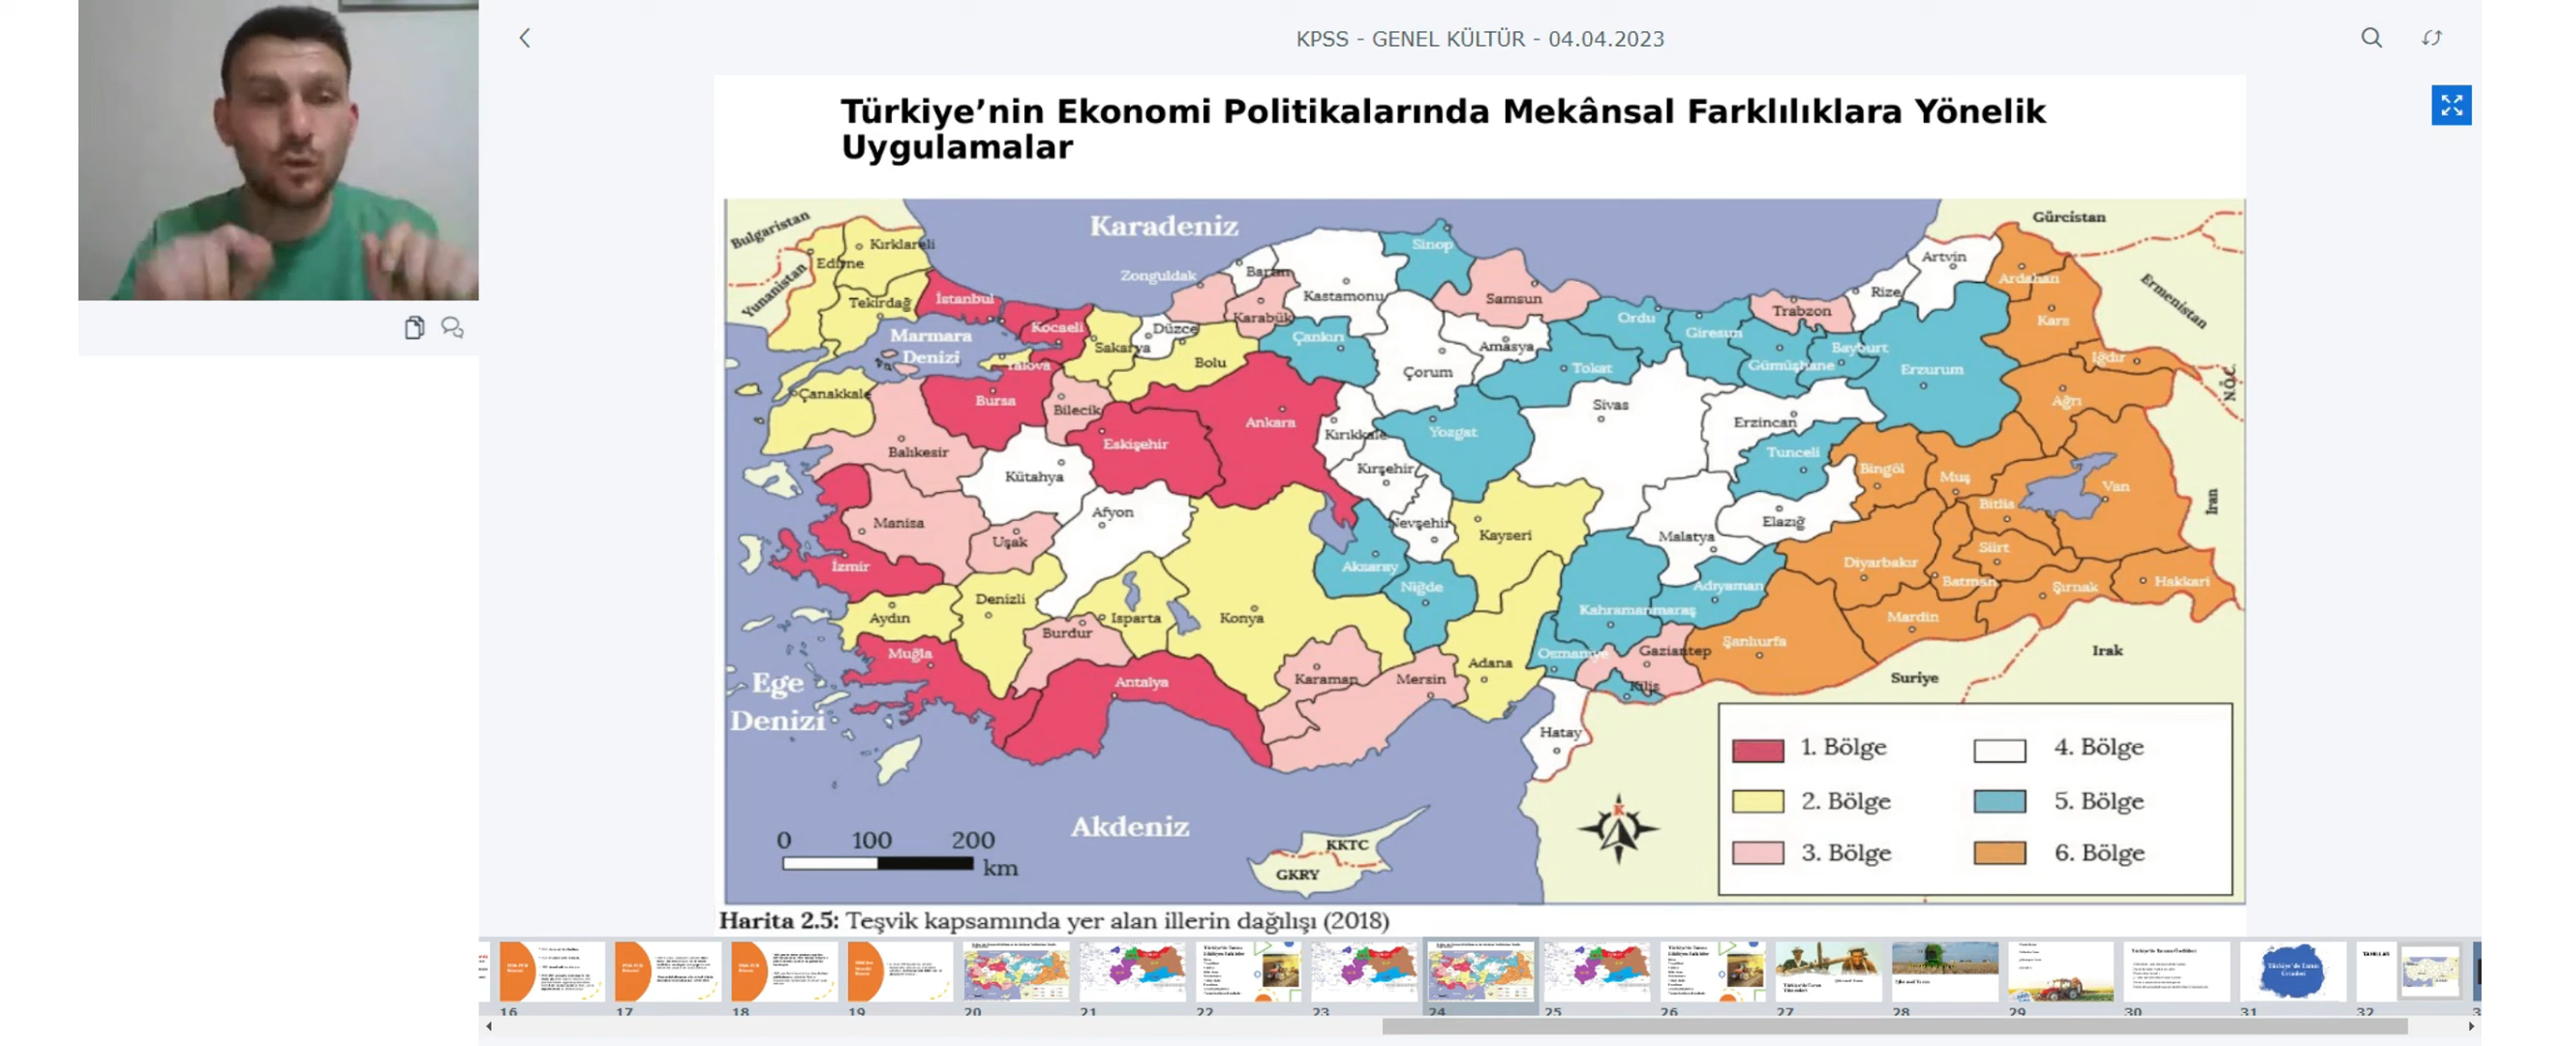 KPSS - GENEL KÜLTÜR - 04.04.2023
Türkiye’nin Ekonomi Politikalarında Mekânsal Farklılıklara Yönelik
Uygulamalar
Bulgaristan
Yunanistan
Karadeniz
Gürcistan
Ermenistan
N.Ö.C.
İran
Irak
Suriye
Marmara
Denizi
Ege
Denizi
Akdeniz
KKTC
GKRY
Kırklareli
Edirne
Tekirdağ
İstanbul
Kocaeli
Yalova
Sakarya
Düzce
Bolu
Zonguldak
Bartın
Karabük
Kastamonu
Sinop
Samsun
Çankırı
Çorum
Amasya
Ordu
Giresun
Trabzon
Rize
Artvin
Ardahan
Kars
Iğdır
Ağrı
Tokat
Gümüşhane
Bayburt
Erzurum
Çanakkale
Bursa
Bilecik
Eskişehir
Ankara
Kırıkkale
Yozgat
Sivas
Erzincan
Tunceli
Bingöl
Muş
Bitlis
Van
Balıkesir
Kütahya
Kırşehir
Manisa
Uşak
Afyon
Nevşehir
Kayseri
Malatya
Elazığ
İzmir
Aksaray
Niğde
Diyarbakır
Siirt
Batman
Şırnak
Hakkari
Aydın
Denizli
Isparta
Burdur
Konya
Kahramanmaraş
Adıyaman
Mardin
Şanlıurfa
Muğla
Antalya
Karaman
Mersin
Adana
Osmaniye
Gaziantep
Kilis
Hatay
K
1. Bölge
2. Bölge
3. Bölge
4. Bölge
5. Bölge
6. Bölge
0 100 200
km
Harita 2.5: Teşvik kapsamında yer alan illerin dağılışı (2018)
16 17 18 19 20 21 22 23 24 25 26 27 28 29 30 31 32